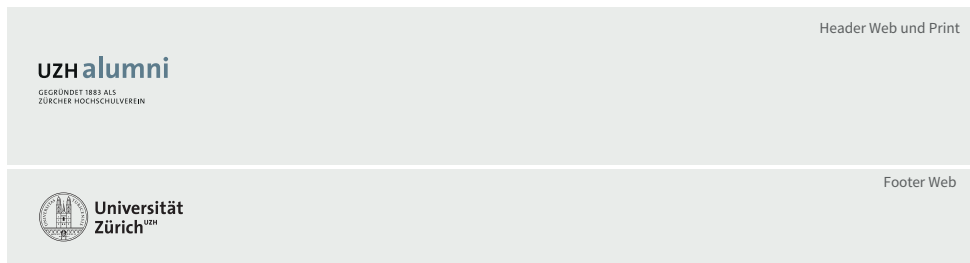 Header Web und Print
UZH alumni
GEGRÜNDET 1883 ALS
ZÜRCHER HOCHSCHULVEREIN
Footer Web
Universität
Zürich UZH